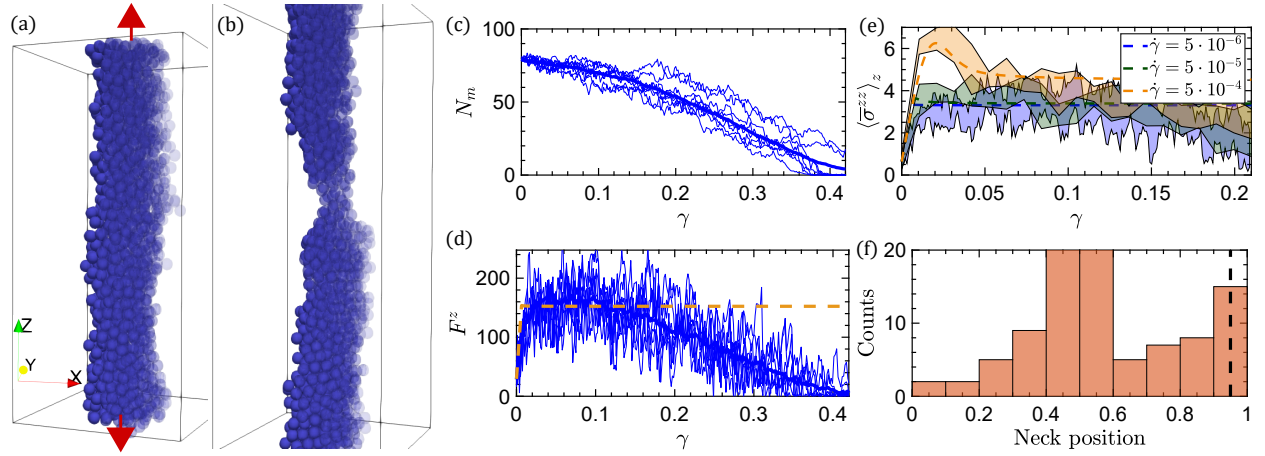 (a)
Z
Y
X
(b)
(c)
100
50
0
N_m
0 0.1 0.2 0.3 0.4
γ
(d)
200
100
0
F^z
0 0.1 0.2 0.3 0.4
γ
(e)
6
4
2
0
⟨σ̅^{zz}⟩_z
γ̇ = 5 · 10^{-6}
γ̇ = 5 · 10^{-5}
γ̇ = 5 · 10^{-4}
0 0.05 0.1 0.15 0.2
γ
(f)
20
10
0
Counts
0 0.2 0.4 0.6 0.8 1
Neck position